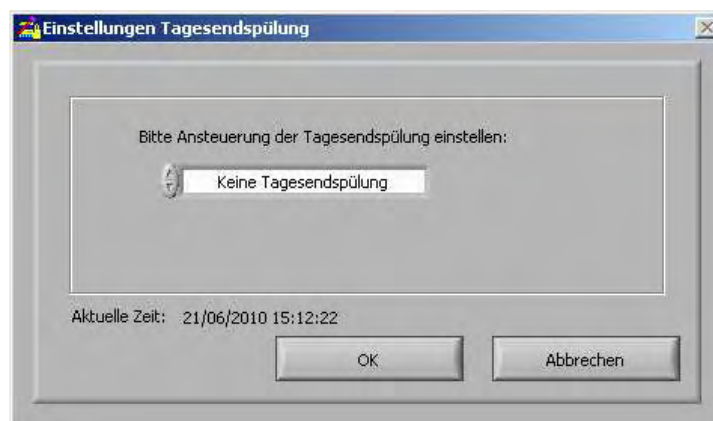 Einstellungen Tagesendspülung
Bitte Ansteuerung der Tagesendspülung einstellen:
Keine Tagesendspülung
Aktuelle Zeit: 21/06/2010 15:12:22
OK Abbrechen